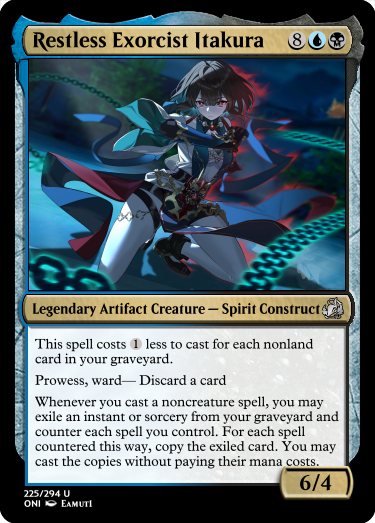 Restless Exorcist Itakura 8
Legendary Artifact Creature — Spirit Construct
This spell costs 1 less to cast for each nonland
card in your graveyard.
Prowess, ward— Discard a card
Whenever you cast a noncreature spell, you may
exile an instant or sorcery from your graveyard and
counter each spell you control. For each spell
countered this way, copy the exiled card. You may
cast the copies without paying their mana costs.
6/4
225/294 U
ONI Eamut1